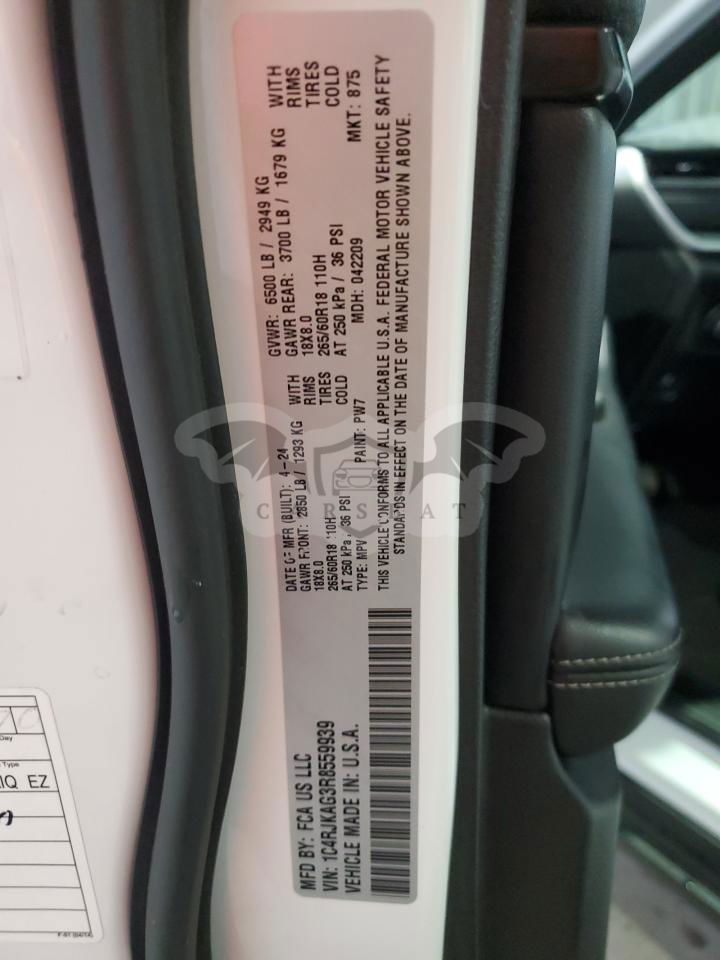 MFD BY: FCA US LLC
VIN: 1C4RJKAG3R8559939
VEHICLE MADE IN: U.S.A.
DATE OF MFR (BUILT): 4-24
GAWR FRONT: 2850 LB / 1293 KG WITH
18X8.0 RIMS
265/60R18 110H TIRES
AT 250 kPa / 36 PSI COLD
TYPE: MPV PAINT: PW7
GVWR: 6500 LB / 2949 KG
GAWR REAR: 3700 LB / 1679 KG WITH
18X8.0 RIMS
265/60R18 110H TIRES
AT 250 kPa / 36 PSI COLD
MDH: 042209 MKT: 875
THIS VEHICLE CONFORMS TO ALL APPLICABLE U.S.A. FEDERAL MOTOR VEHICLE SAFETY
STANDARDS IN EFFECT ON THE DATE OF MANUFACTURE SHOWN ABOVE.
Day
Type
EZ